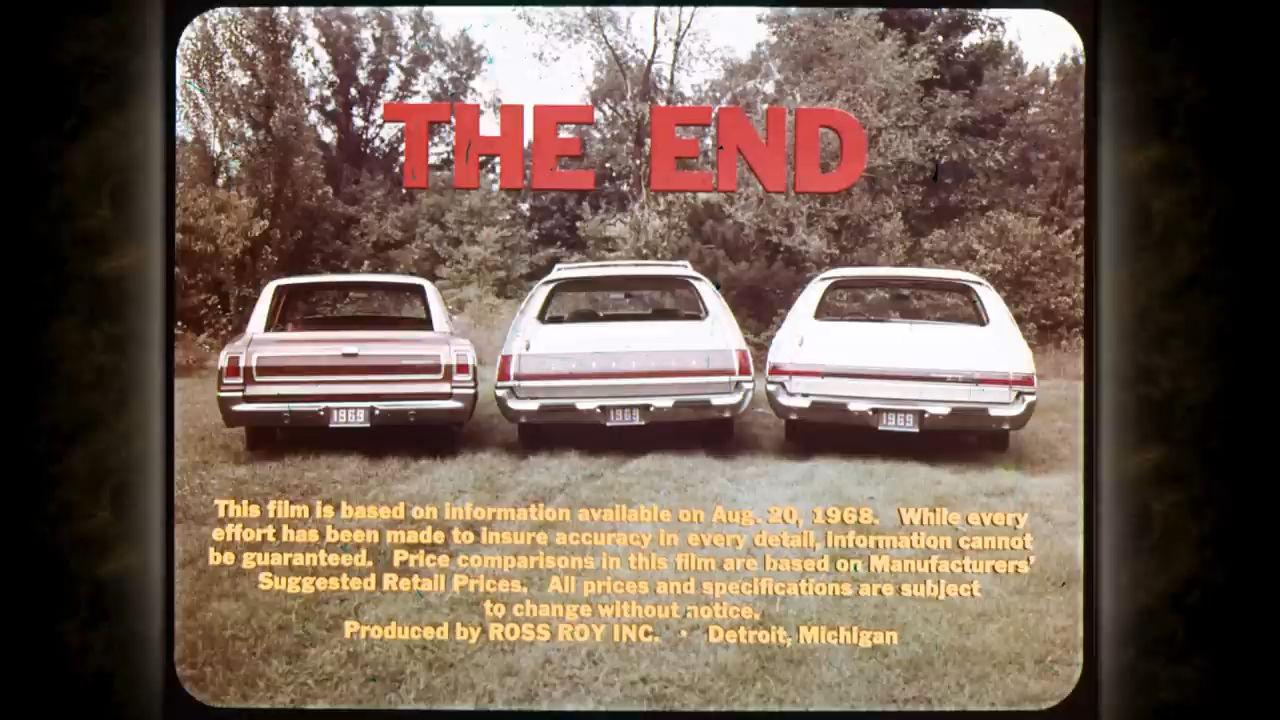 THE END
1969
1969
1969
This film is based on information available on Aug. 20, 1968. While every
effort has been made to insure accuracy in every detail, information cannot
be guaranteed. Price comparisons in this film are based on Manufacturers'
Suggested Retail Prices. All prices and specifications are subject
to change without notice.
Produced by ROSS ROY INC. • Detroit, Michigan